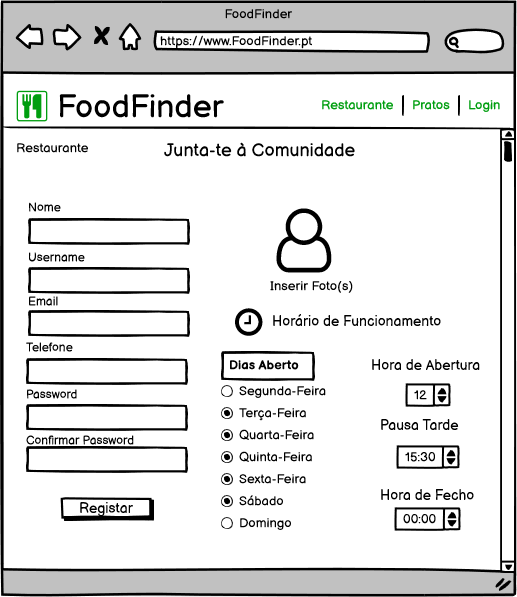 FoodFinder
https://www.FoodFinder.pt
FoodFinder
Restaurante | Pratos | Login
Restaurante
Junta-te à Comunidade
Nome
Username
Email
Telefone
Password
Confirmar Password
Registar
Inserir Foto(s)
Horário de Funcionamento
Dias Aberto
Segunda-Feira
Terça-Feira
Quarta-Feira
Quinta-Feira
Sexta-Feira
Sábado
Domingo
Hora de Abertura
12
Pausa Tarde
15:30
Hora de Fecho
00:00